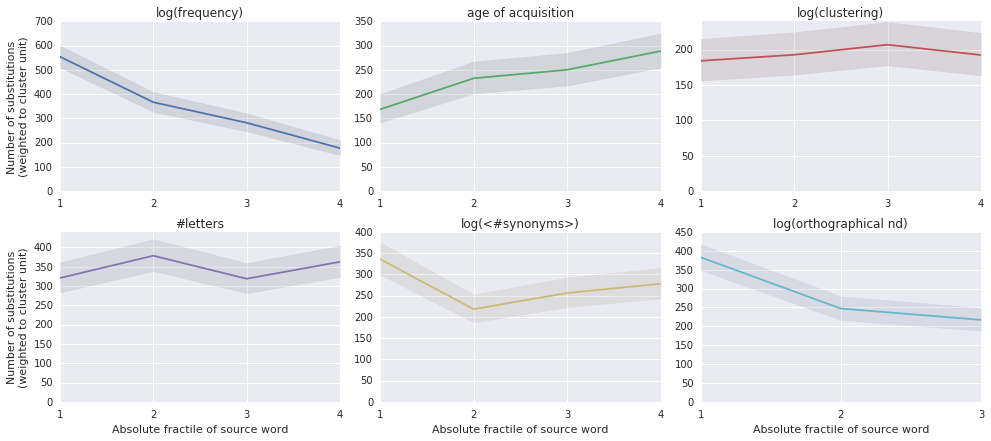 log(frequency)
age of acquisition
log(clustering)
Number of substitutions
(weighted to cluster unit)
700
600
500
400
300
200
100
0
1 2 3 4
350
300
250
200
150
100
50
0
1 2 3 4
200
150
100
50
0
1 2 3 4
#letters
log(<#synonyms>)
log(orthographical nd)
Number of substitutions
(weighted to cluster unit)
400
350
300
250
200
150
100
50
0
1 2 3 4
Absolute fractile of source word
400
350
300
250
200
150
100
50
0
1 2 3 4
Absolute fractile of source word
450
400
350
300
250
200
150
100
50
0
1 2 3
Absolute fractile of source word